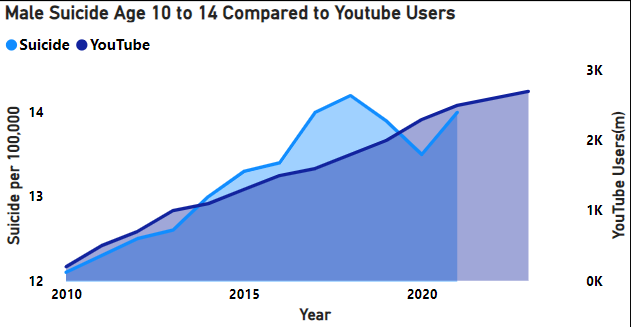 Male Suicide Age 10 to 14 Compared to Youtube Users
Suicide YouTube
Suicide per 100,000
14
13
12
3K
2K
1K
0K
YouTube Users(m)
2010 2015 2020
Year